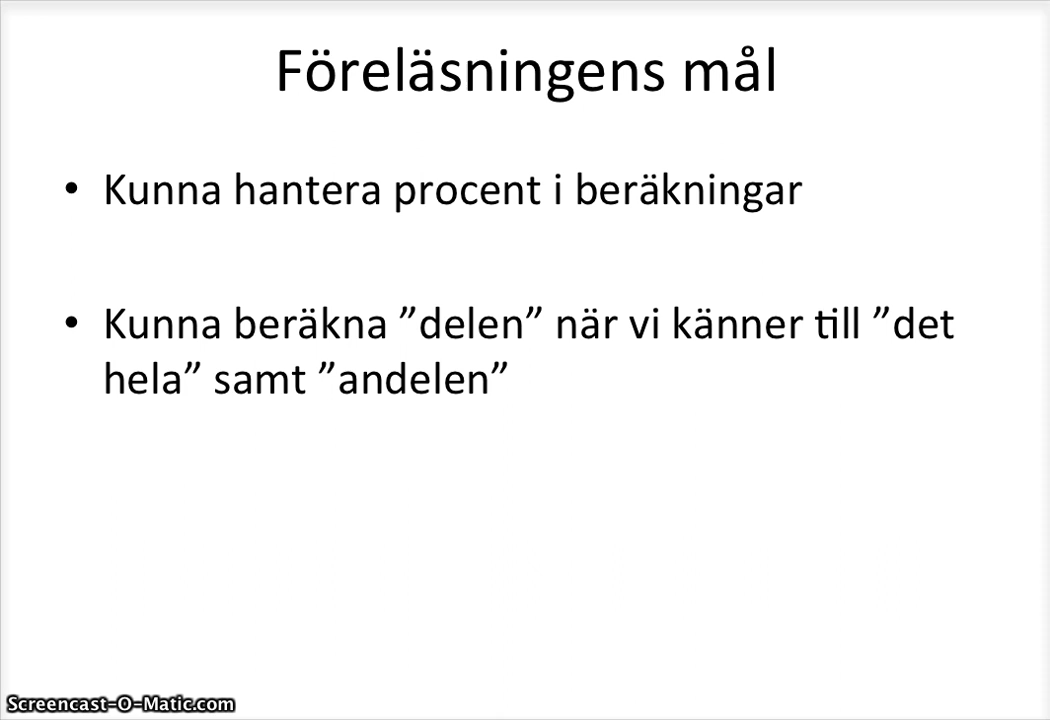 Föreläsningens mål
• Kunna hantera procent i beräkningar
• Kunna beräkna ”delen” när vi känner till ”det
hela” samt ”andelen”
Screencast-O-Matic.com